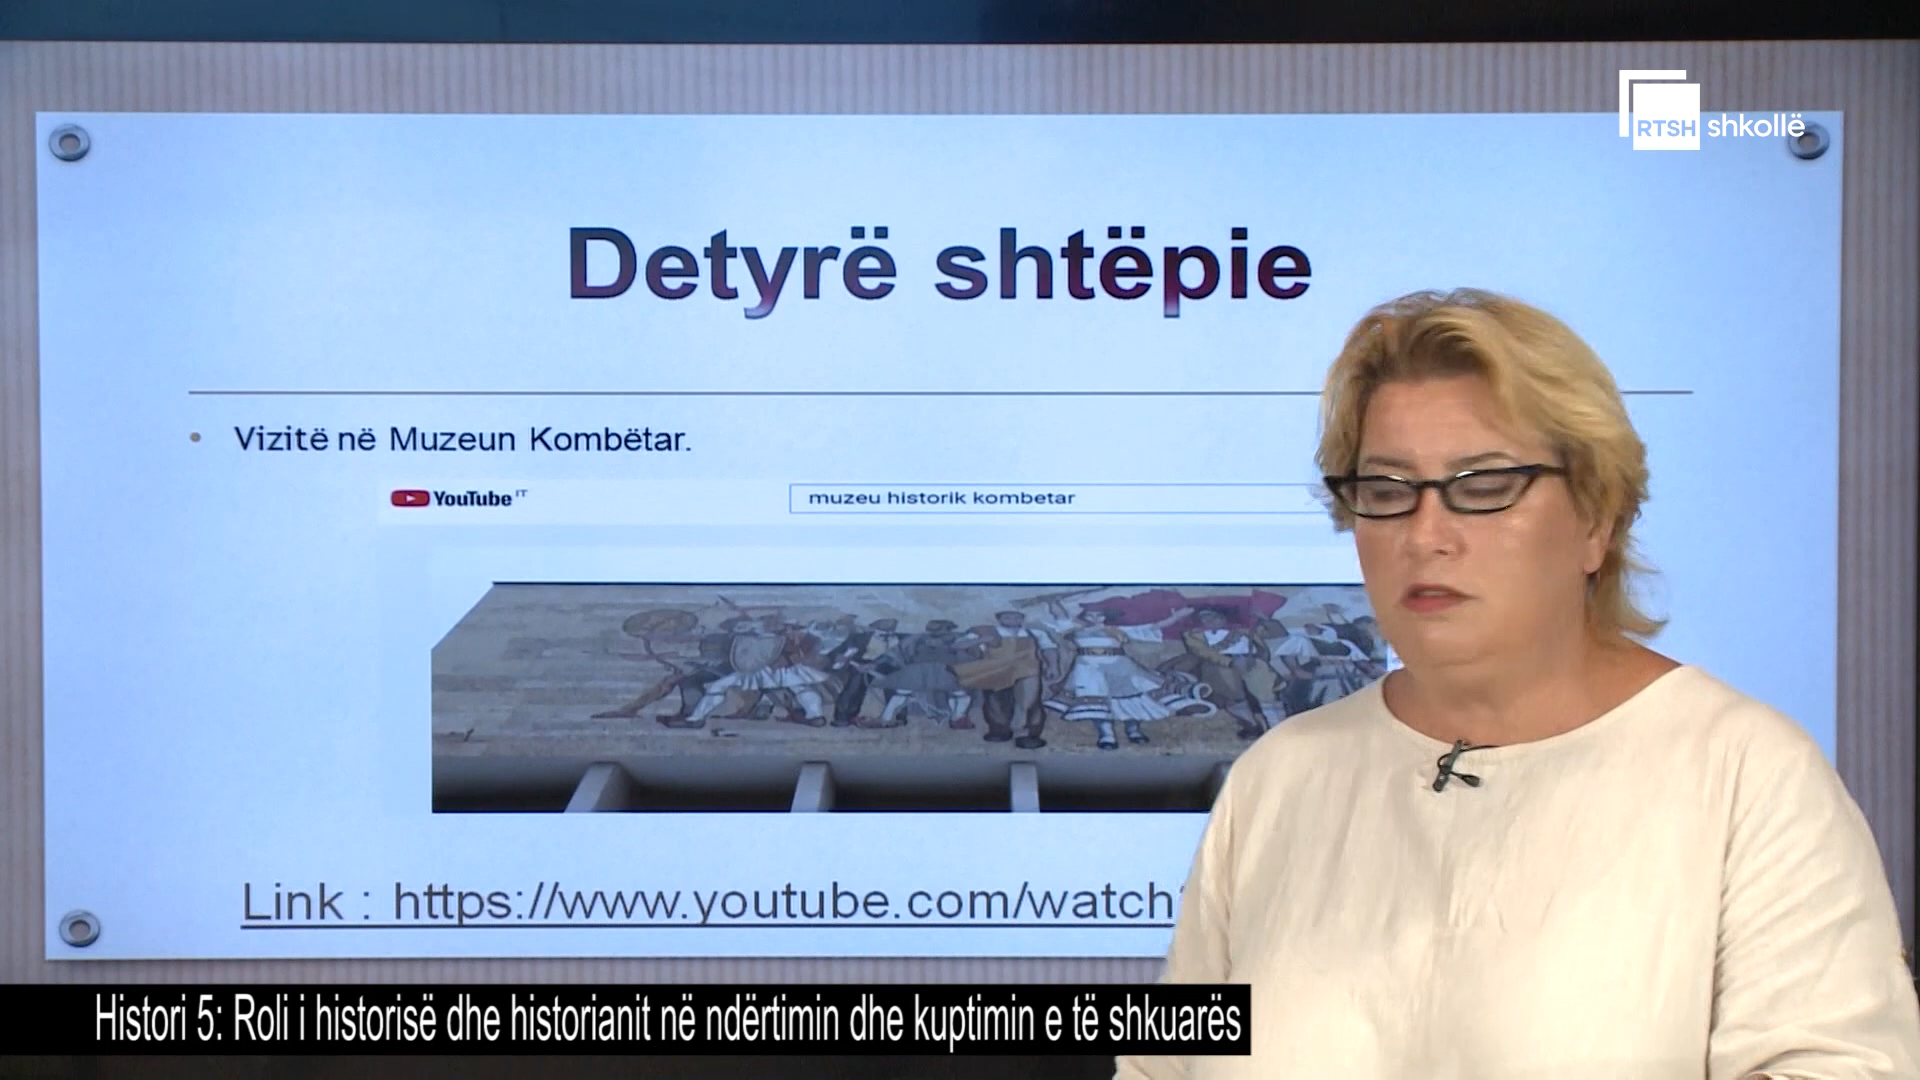 RTSH shkollë
Detyrë shtëpie
Vizitë në Muzeun Kombëtar.
YouTube IT
muzeu historik kombetar
Link : https://www.youtube.com/watch
Histori 5: Roli i historisë dhe historianit në ndërtimin dhe kuptimin e të shkuarës